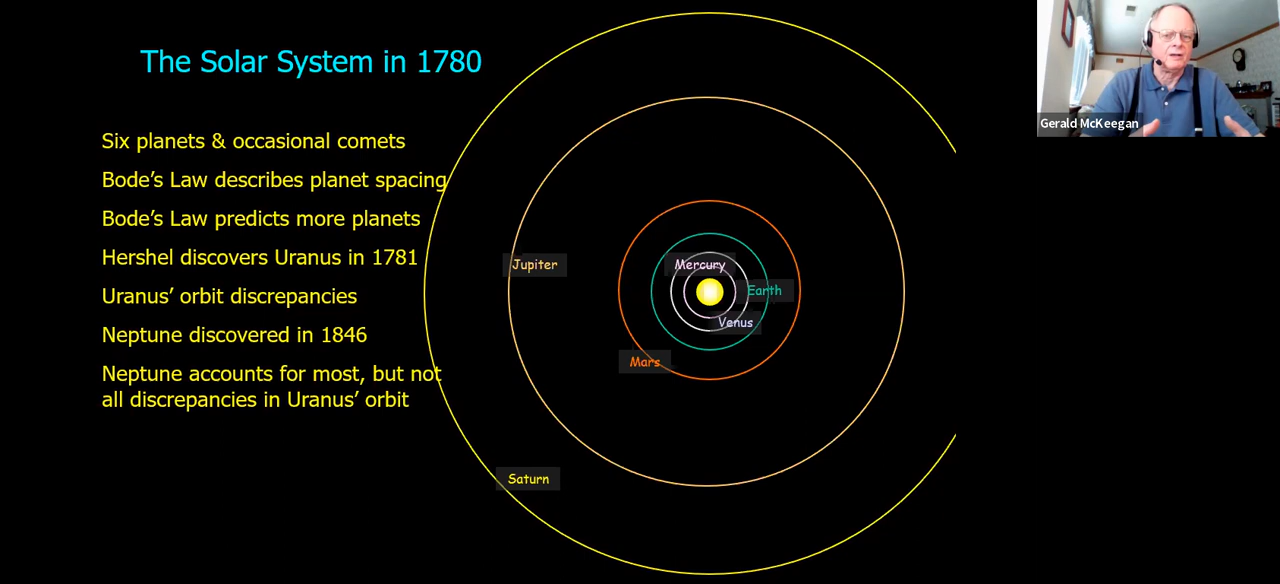 The Solar System in 1780
Six planets & occasional comets
Bode’s Law describes planet spacing
Bode’s Law predicts more planets
Hershel discovers Uranus in 1781
Uranus’ orbit discrepancies
Neptune discovered in 1846
Neptune accounts for most, but not
all discrepancies in Uranus’ orbit
Jupiter
Mercury
Earth
Venus
Mars
Saturn
Gerald McKeegan